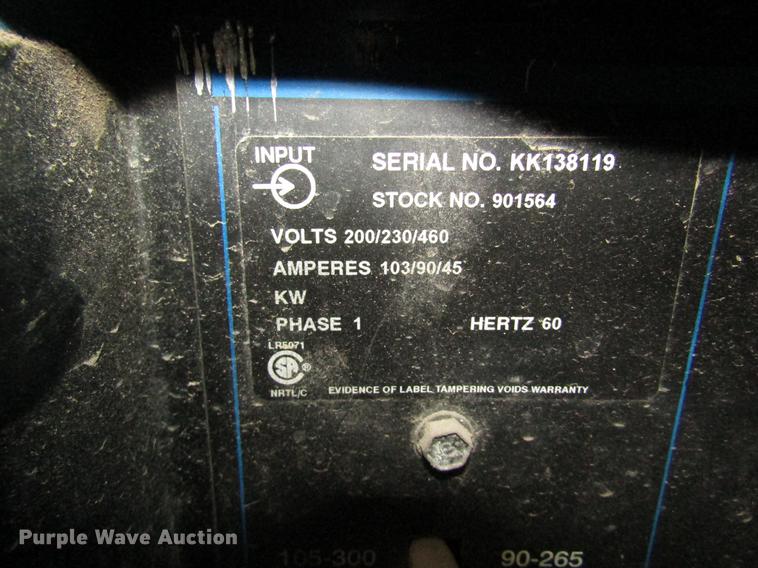 INPUT
SERIAL NO. KK138119
STOCK NO. 901564
VOLTS 200/230/460
AMPERES 103/90/45
KW
PHASE 1 HERTZ 60
LR5071
SA®
NRTL/C
EVIDENCE OF LABEL TAMPERING VOIDS WARRANTY
105-300 90-265
Purple Wave Auction